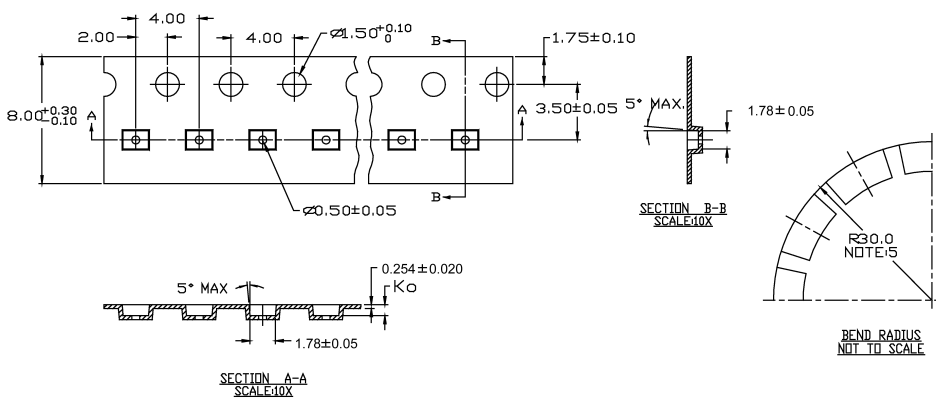 4.00
2.00
4.00
Ø1.50+0.10 0
B
1.75±0.10
8.00+0.30 -0.10
A
A
3.50±0.05
5° MAX.
1.78±0.05
Ø0.50±0.05
B
SECTION B-B
SCALE:10X
R30.0
NOTE:5
5° MAX
0.254±0.020
Ko
1.78±0.05
BEND RADIUS
NOT TO SCALE
SECTION A-A
SCALE:10X